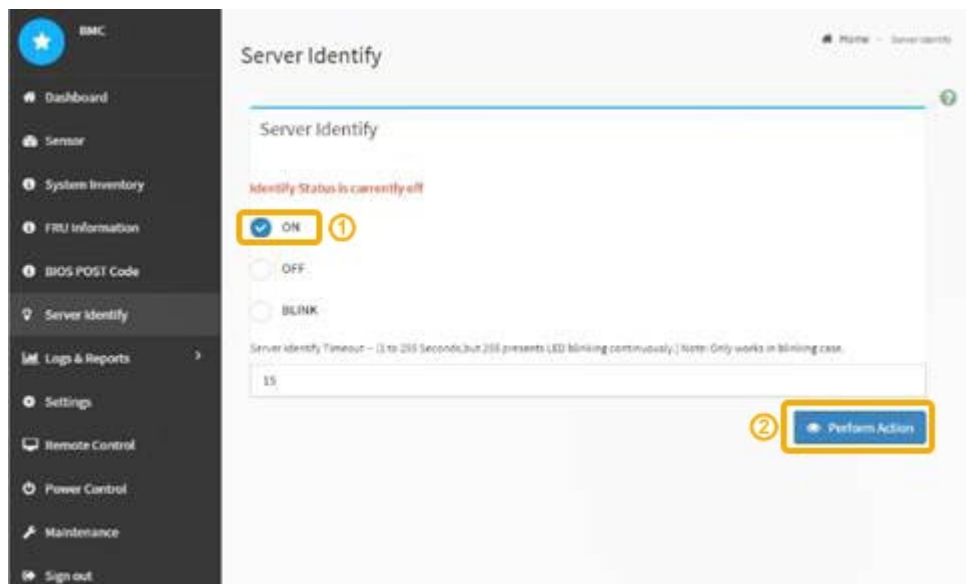 BMC
Dashboard
Sensor
System Inventory
FRU Information
BIOS POST Code
Server Identify
Logs & Reports
Settings
Remote Control
Power Control
Maintenance
Sign out
Server Identify
Home - Server Identify
Server Identify
Identify Status is currently off
ON
1
OFF
BLINK
Server Identify Timeout -- (1 to 255 Seconds,but 255 presents LED blinking continuously.) Note: Only works in blinking case.
15
2
Perform Action